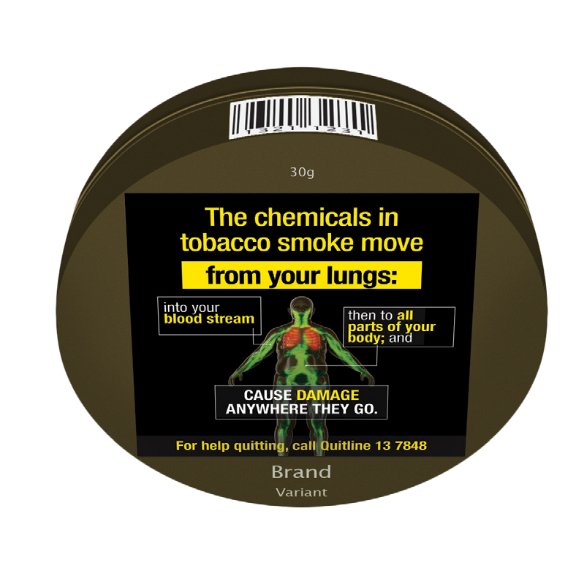 30g
The chemicals in
tobacco smoke move
from your lungs:
into your
blood stream
then to all
parts of your
body; and
CAUSE DAMAGE
ANYWHERE THEY GO.
For help quitting, call Quitline 13 7848
Brand
Variant